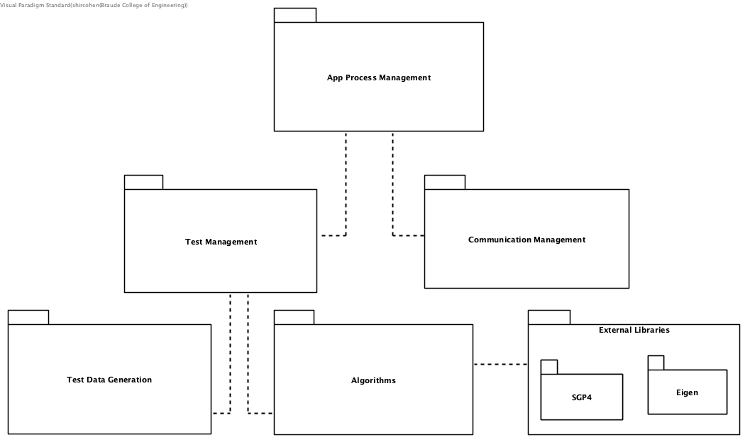 Visual Paradigm Standard(shircohen(Braude College of Engineering))
App Process Management
Test Management
Communication Management
External Libraries
Test Data Generation
Algorithms
SGP4
Eigen